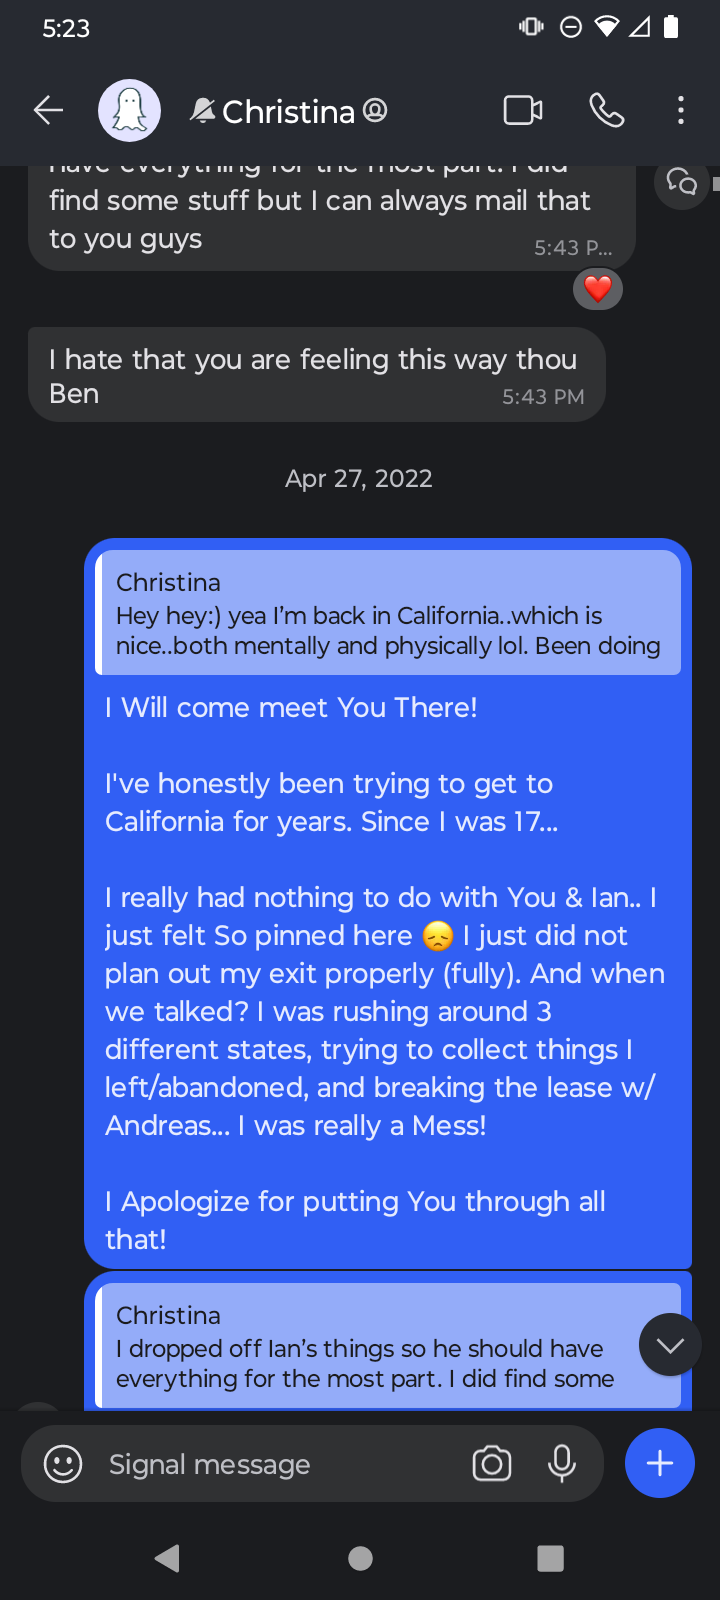 5:23
Christina
have everything for the most part. I did
find some stuff but I can always mail that
to you guys
5:43 P...
❤️
I hate that you are feeling this way thou
Ben
5:43 PM
Apr 27, 2022
Christina
Hey hey:) yea I’m back in California..which is
nice..both mentally and physically lol. Been doing
I Will come meet You There!
I've honestly been trying to get to
California for years. Since I was 17...
I really had nothing to do with You & Ian.. I
just felt So pinned here 😞 I just did not
plan out my exit properly (fully). And when
we talked? I was rushing around 3
different states, trying to collect things I
left/abandoned, and breaking the lease w/
Andreas... I was really a Mess!
I Apologize for putting You through all
that!
Christina
I dropped off Ian’s things so he should have
everything for the most part. I did find some
Signal message